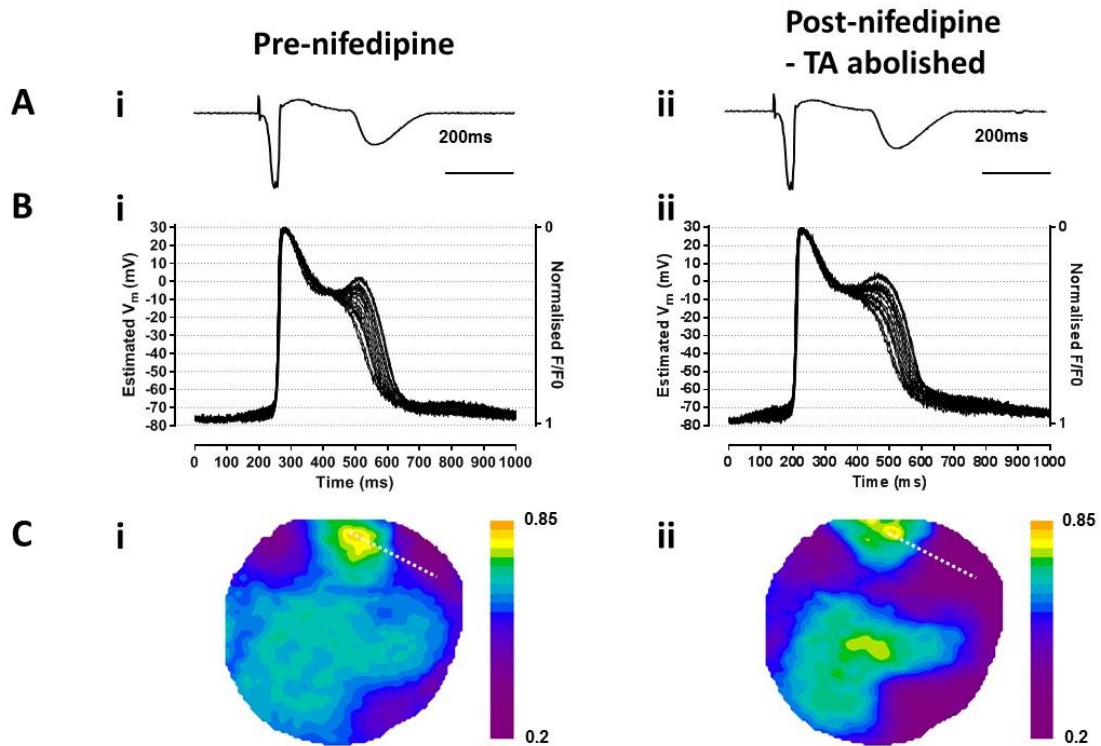 Pre-nifedipine
Post-nifedipine
- TA abolished
A
i
ii
200ms
200ms
B
i
ii
30
20
10
0
-10
-20
-30
-40
-50
-60
-70
-80
Estimated Vm (mV)
0
1
Normalised F/F0
0 100 200 300 400 500 600 700 800 900 1000
Time (ms)
30
20
10
0
-10
-20
-30
-40
-50
-60
-70
-80
Estimated Vm (mV)
0
1
Normalised F/F0
0 100 200 300 400 500 600 700 800 900 1000
Time (ms)
C
i
0.85
0.2
ii
0.85
0.2